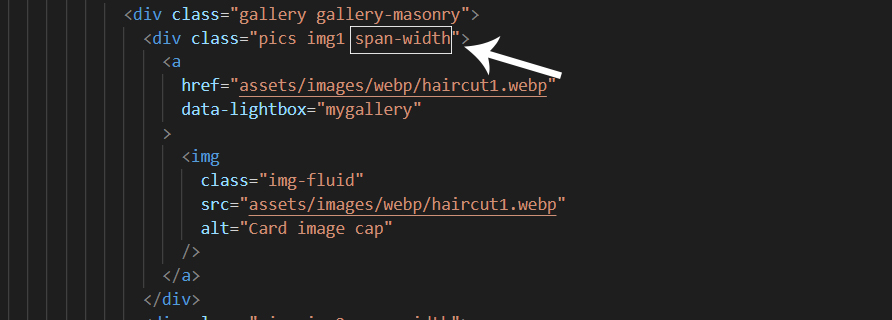 <div class="gallery gallery-masonry">
<div class="pics img1 span-width">
<a
href="assets/images/webp/haircut1.webp"
data-lightbox="mygallery"
>
<img
class="img-fluid"
src="assets/images/webp/haircut1.webp"
alt="Card image cap"
/>
</a>
</div>